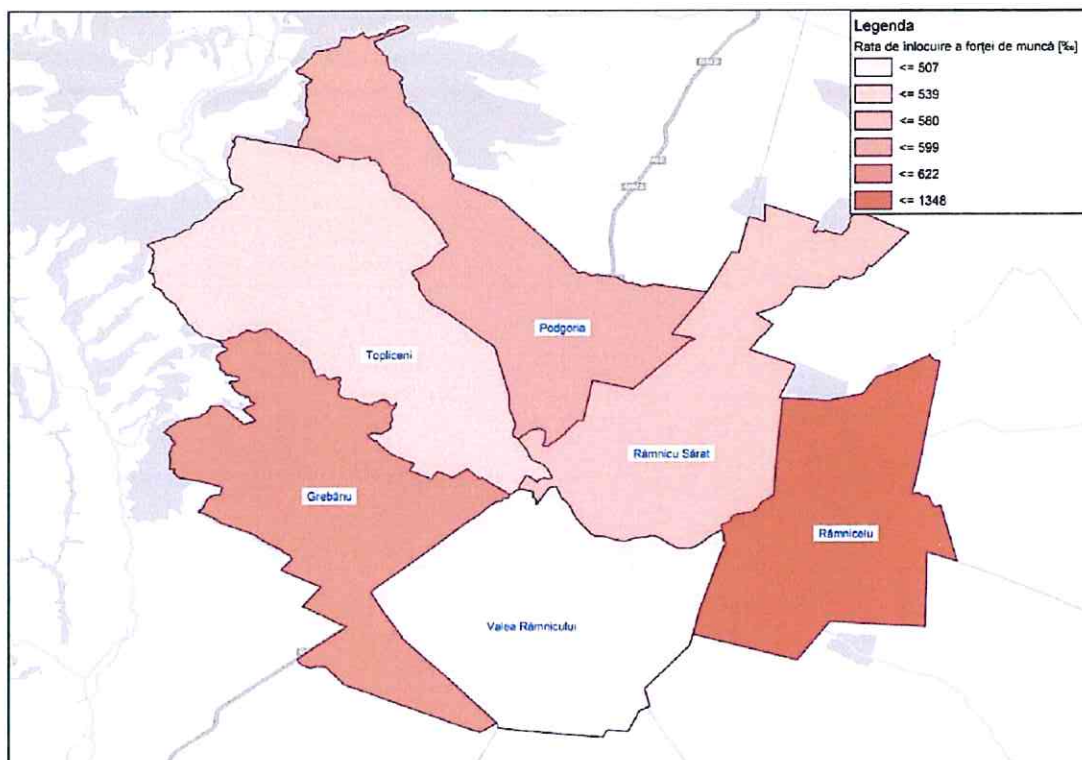 Legenda
Rata de înlocuire a forței de muncă [‰]
<= 507
<= 539
<= 580
<= 599
<= 622
<= 1348
Podgoria
Topliceni
Râmnicu Sărat
Grebănu
Râmnicelu
Valea Râmnicului